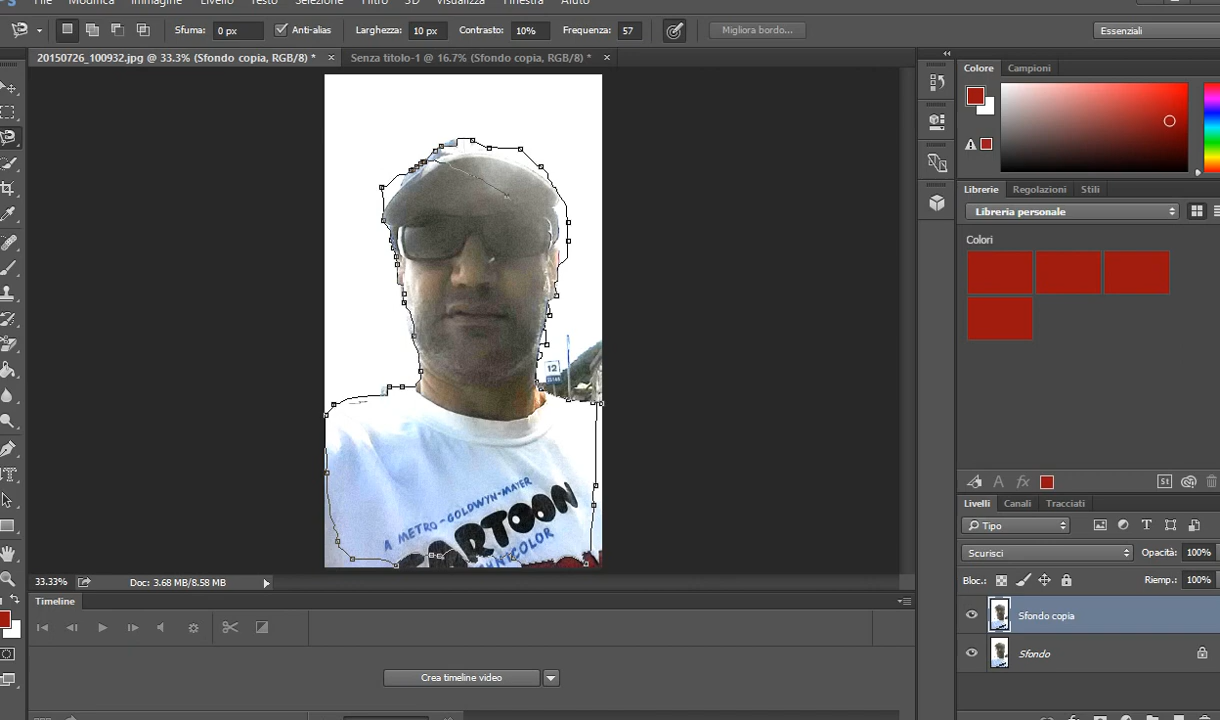 Modifica Immagine Livello Testo Selezione Filtro 3D Visualizza Finestra Aiuto
Sfuma: 0 px Anti-alias Larghezza: 10 px Contrasto: 10% Frequenza: 57 Migliora bordo... Essenziali
20150726_100932.jpg @ 33.3% (Sfondo copia, RGB/8) * × Senza titolo-1 @ 16.7% (Sfondo copia, RGB/8) * ×
Colore Campioni
Librerie Regolazioni Stili
Libreria personale
Colori
12
A METRO-GOLDWYN-MAYER
CARTOON
Livelli Canali Tracciati
Tipo
Scurisci Opacità: 100%
Bloc.: Riemp.: 100%
Sfondo copia
Sfondo
33.33% Doc: 3.68 MB/8.58 MB
Timeline
Crea timeline video